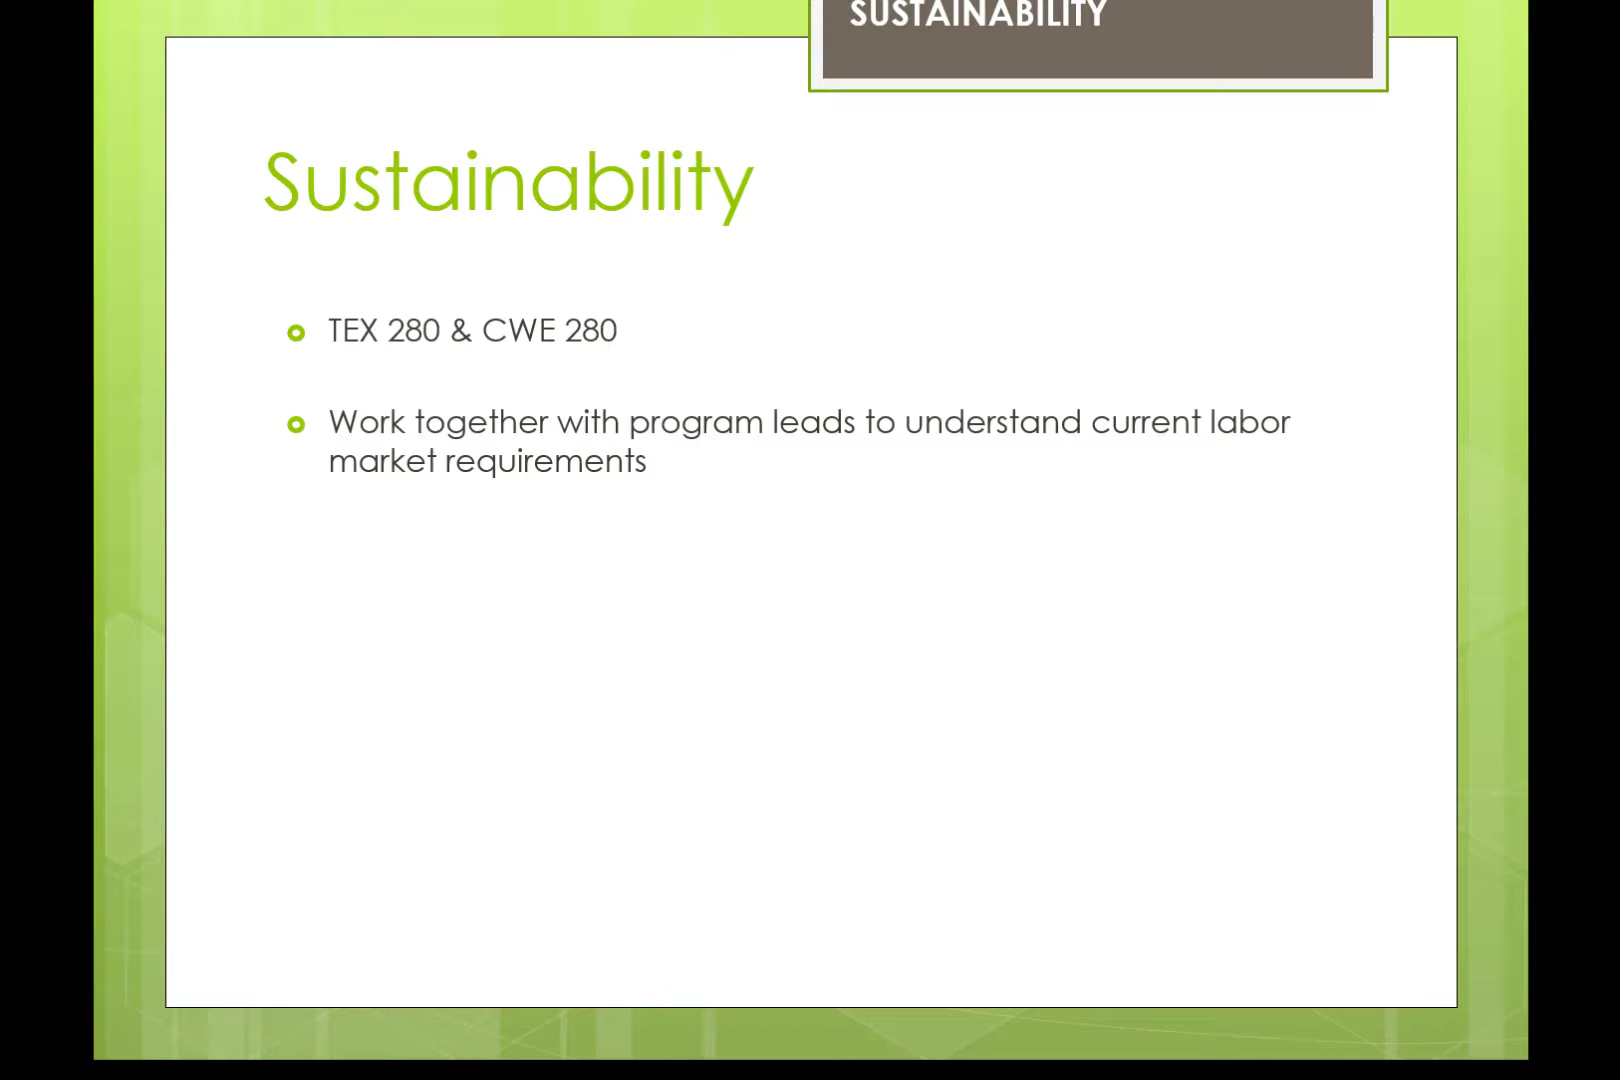 SUSTAINABILITY
Sustainability
TEX 280 & CWE 280
Work together with program leads to understand current labor
market requirements